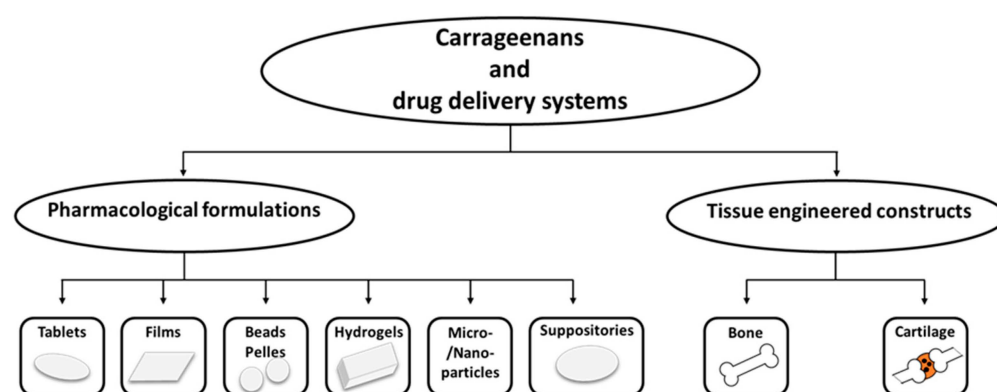 Carrageenans
and
drug delivery systems
Pharmacological formulations
Tissue engineered constructs
Tablets
Films
Beads
Pelles
Hydrogels
Micro-
/Nano-
particles
Suppositories
Bone
Cartilage